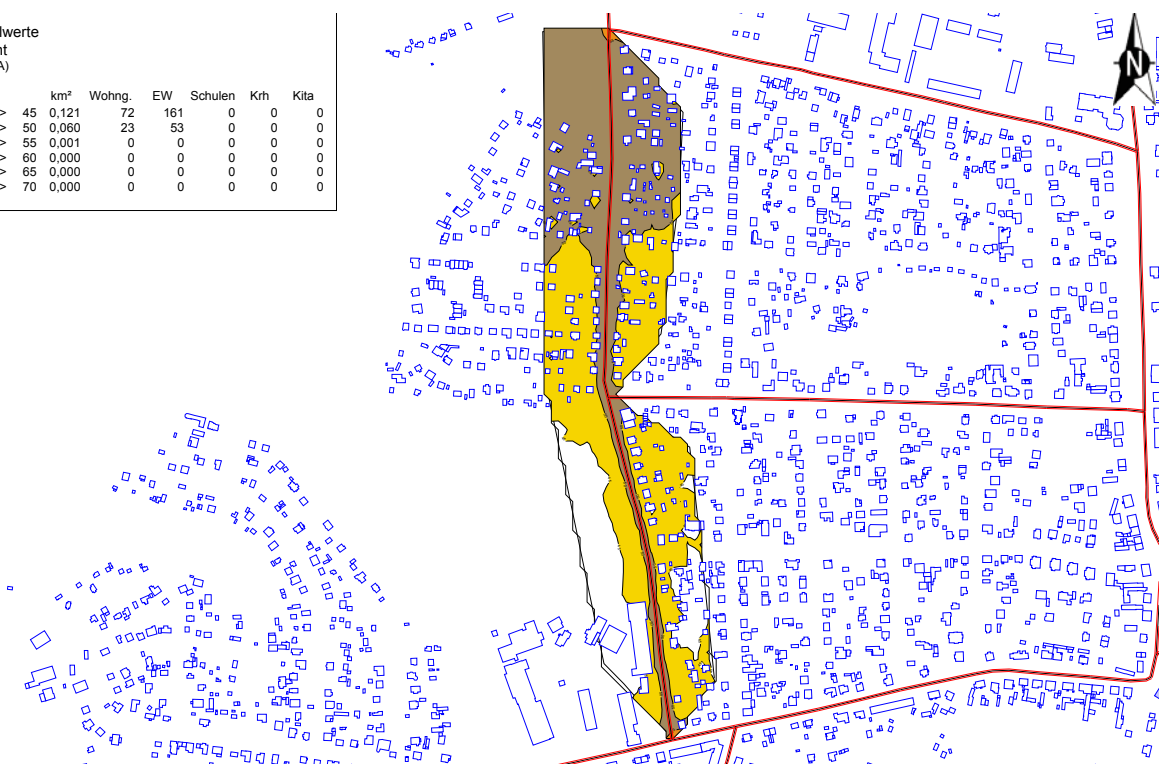 lwerte
nt
A)
km² Wohng. EW Schulen Krh Kita
> 45 0,121 72 161 0 0 0
> 50 0,060 23 53 0 0 0
> 55 0,001 0 0 0 0 0
> 60 0,000 0 0 0 0 0
> 65 0,000 0 0 0 0 0
> 70 0,000 0 0 0 0 0
N